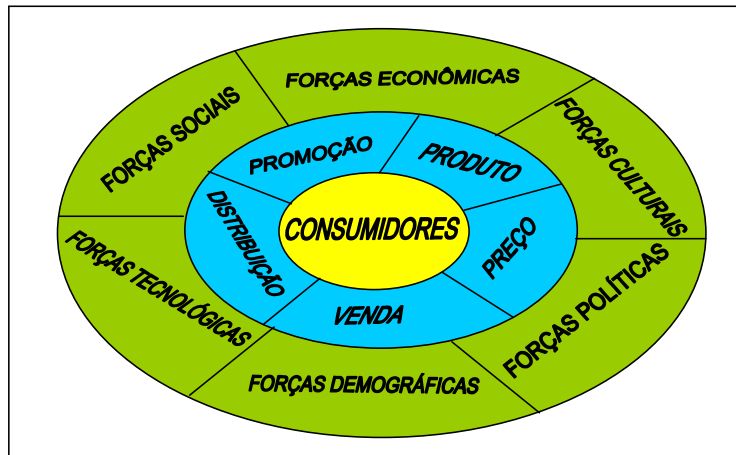 FORÇAS ECONÔMICAS
FORÇAS SOCIAIS
FORÇAS CULTURAIS
PROMOÇÃO
PRODUTO
CONSUMIDORES
DISTRIBUIÇÃO
PREÇO
VENDA
FORÇAS TECNOLÓGICAS
FORÇAS POLÍTICAS
FORÇAS DEMOGRÁFICAS